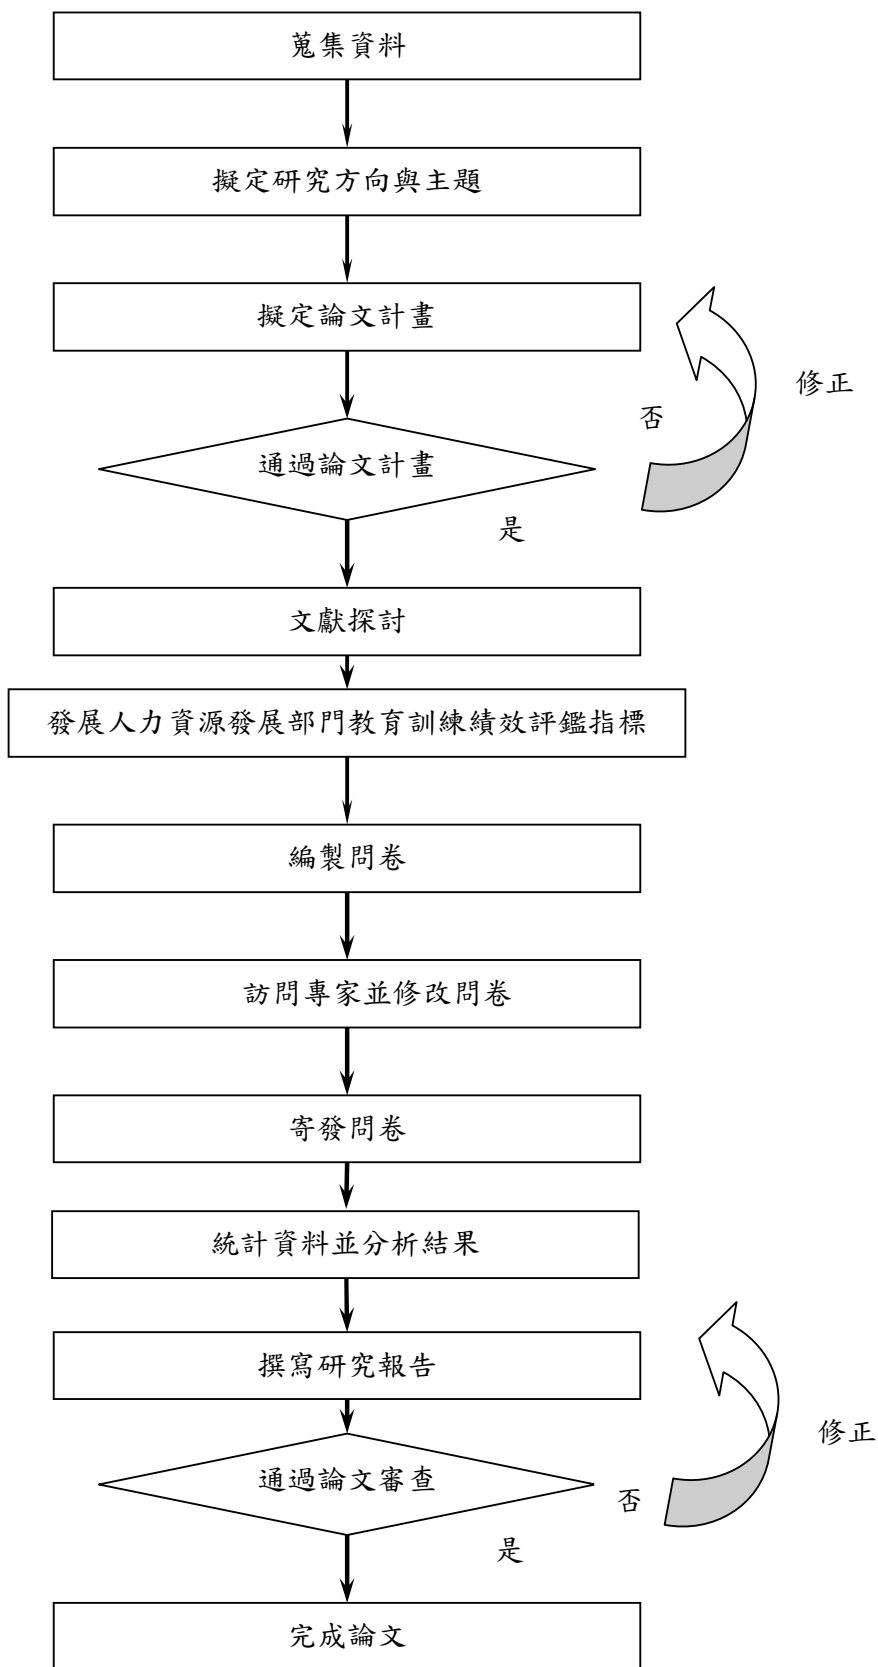 蒐集資料
擬定研究方向與主題
擬定論文計畫
修正
否
通過論文計畫
是
文獻探討
發展人力資源發展部門教育訓練績效評鑑指標
編製問卷
訪問專家並修改問卷
寄發問卷
統計資料並分析結果
撰寫研究報告
修正
通過論文審查
否
是
完成論文